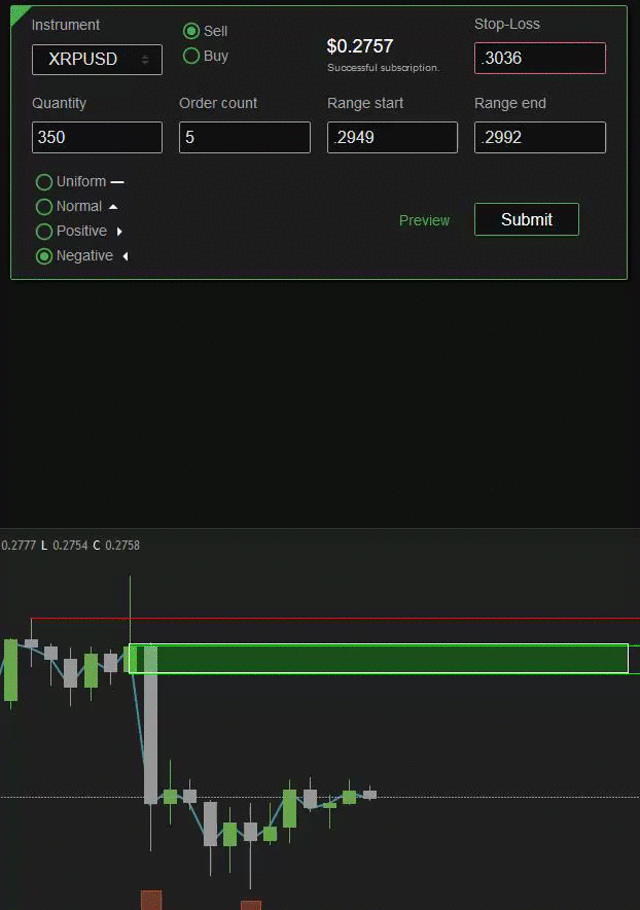 Instrument
XRPUSD
Sell
Buy
$0.2757
Successful subscription.
Stop-Loss
.3036
Quantity
350
Order count
5
Range start
.2949
Range end
.2992
Uniform
Normal
Positive
Negative
Preview
Submit
0.2777 L 0.2754 C 0.2758